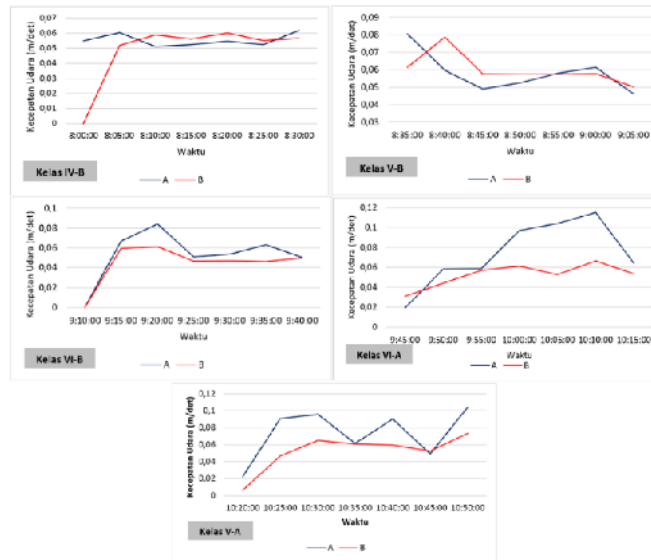 Kecepatan Udara (m/det)
0,07
0,06
0,05
0,04
0,03
0,02
0,01
0
8:00:00 8:05:00 8:10:00 8:15:00 8:20:00 8:25:00 8:30:00
Waktu
Kelas IV-B
A B
Kecepatan Udara (m/det)
0,09
0,08
0,07
0,06
0,05
0,04
0,03
8:35:00 8:40:00 8:45:00 8:50:00 8:55:00 9:00:00 9:05:00
Waktu
Kelas V-B
A B
Kecepatan Udara (m/det)
0,1
0,08
0,06
0,04
0,02
0
9:10:00 9:15:00 9:20:00 9:25:00 9:30:00 9:35:00 9:40:00
Waktu
Kelas VI-B
A B
Kecepatan Udara (m/det)
0,12
0,1
0,08
0,06
0,04
0,02
0
9:45:00 9:50:00 9:55:00 10:00:00 10:05:00 10:10:00 10:15:00
Waktu
Kelas VI-A
A B
Kecepatan Udara (m/det)
0,12
0,1
0,08
0,06
0,04
0,02
0
10:20:00 10:25:00 10:30:00 10:35:00 10:40:00 10:45:00 10:50:00
Waktu
Kelas V-A
A B